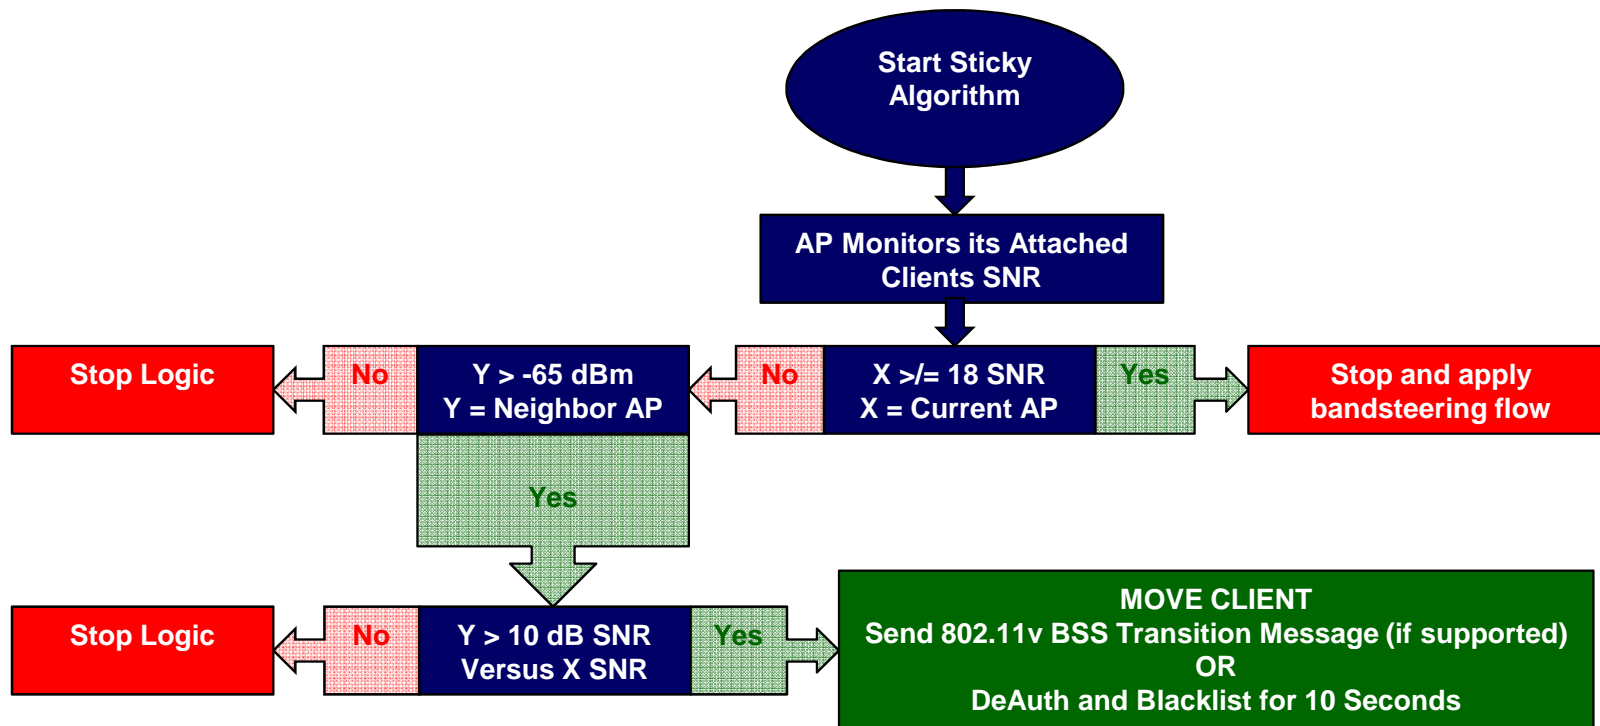 Start Sticky
Algorithm
AP Monitors its Attached
Clients SNR
Stop Logic
No
Y > -65 dBm
Y = Neighbor AP
No
X >/= 18 SNR
X = Current AP
Yes
Stop and apply
bandsteering flow
Yes
Stop Logic
No
Y > 10 dB SNR
Versus X SNR
Yes
MOVE CLIENT
Send 802.11v BSS Transition Message (if supported)
OR
DeAuth and Blacklist for 10 Seconds